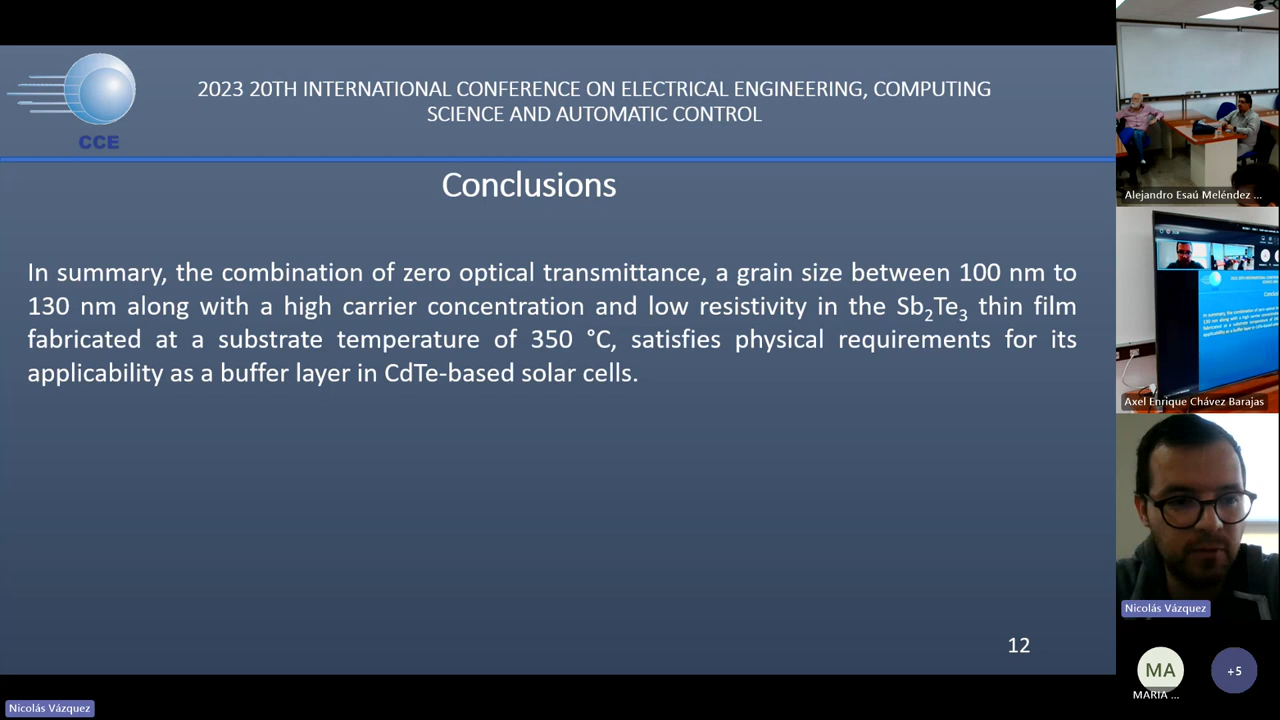 2023 20TH INTERNATIONAL CONFERENCE ON ELECTRICAL ENGINEERING, COMPUTING
SCIENCE AND AUTOMATIC CONTROL
CCE
Conclusions
In summary, the combination of zero optical transmittance, a grain size between 100 nm to
130 nm along with a high carrier concentration and low resistivity in the Sb₂Te₃ thin film
fabricated at a substrate temperature of 350 °C, satisfies physical requirements for its
applicability as a buffer layer in CdTe-based solar cells.
12
Nicolás Vázquez
Alejandro Esaú Meléndez ...
Axel Enrique Chávez Barajas
Nicolás Vázquez
MA
MARIA ...
+5